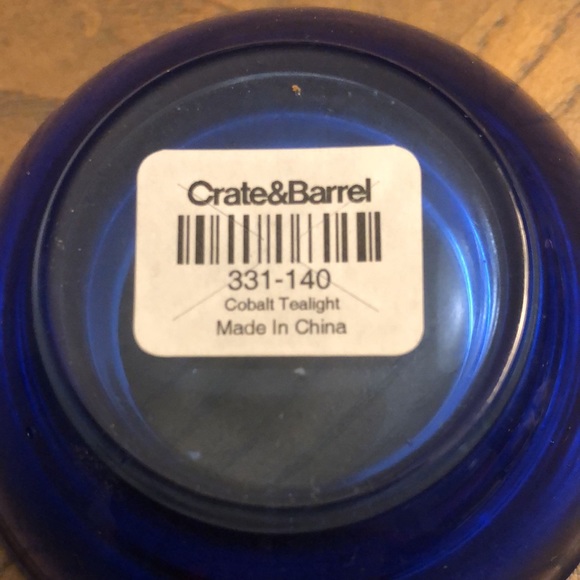 Crate&Barrel
331-140
Cobalt Tealight
Made In China